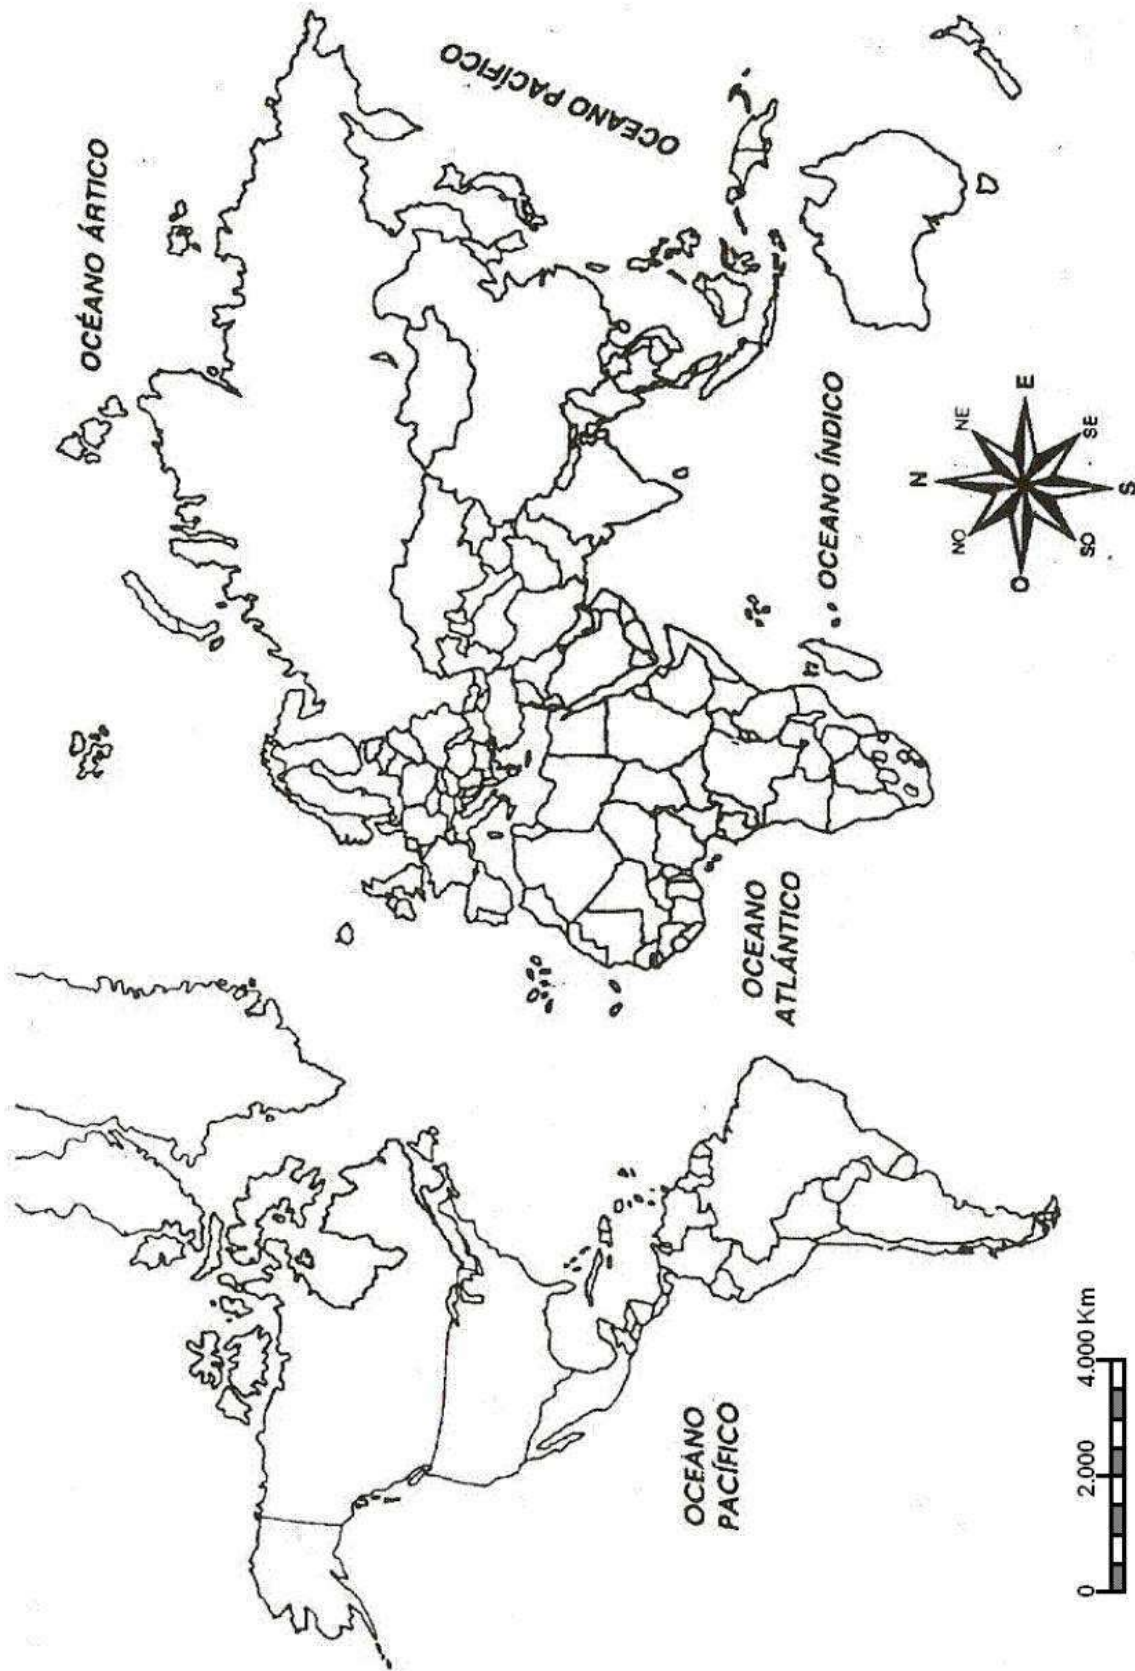 OCÉANO ÁRTICO
OCEANO PACÍFICO
OCEÁNO
PACÍFICO
OCEANO
ATLÁNTICO
OCEANO ÍNDICO
N
NO
NE
O
E
SO
SE
S
0 2.000 4.000 Km